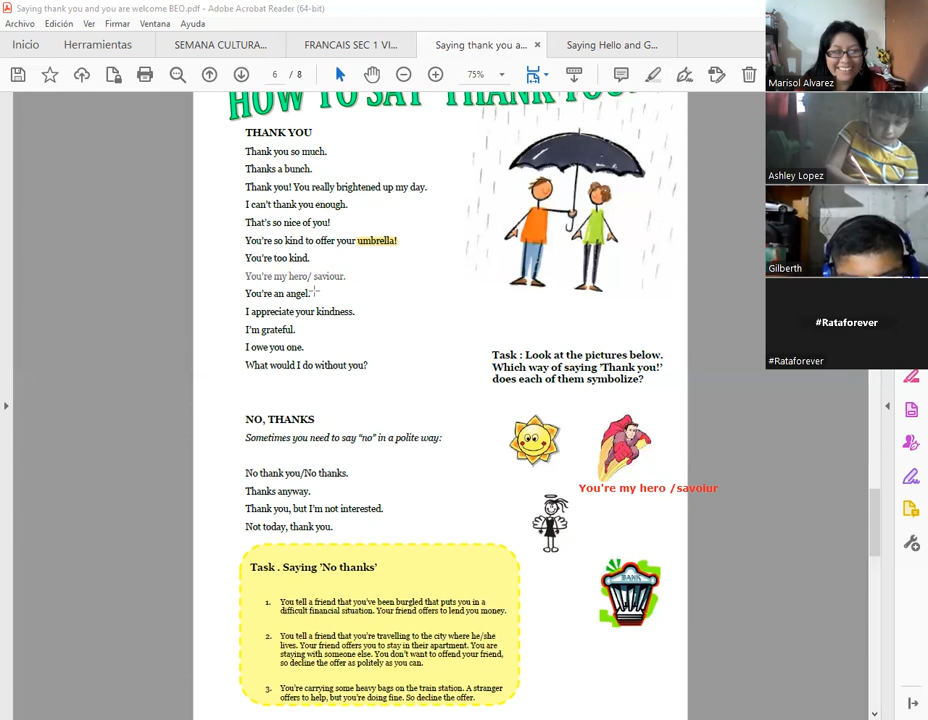 Saying thank you and you are welcome BEO.pdf - Adobe Acrobat Reader (64-bit)
Archivo Edición Ver Firmar Ventana Ayuda
Inicio Herramientas SEMANA CULTURA... FRANCAIS SEC 1 VI... Saying thank you a... × Saying Hello and G...
6 / 8 75%
HOW TO SAY "THANK YOU"
THANK YOU
Thank you so much.
Thanks a bunch.
Thank you! You really brightened up my day.
I can't thank you enough.
That's so nice of you!
You're so kind to offer your umbrella!
You're too kind.
You're my hero/ saviour.
You're an angel.
I appreciate your kindness.
I'm grateful.
I owe you one.
What would I do without you?
Task : Look at the pictures below.
Which way of saying 'Thank you!'
does each of them symbolize?
NO, THANKS
Sometimes you need to say "no" in a polite way:
No thank you/No thanks.
Thanks anyway.
Thank you, but I'm not interested.
Not today, thank you.
You're my hero /savoiur
BANK
Task . Saying 'No thanks'
1. You tell a friend that you've been burgled that puts you in a
difficult financial situation. Your friend offers to lend you money.
2. You tell a friend that you're travelling to the city where he/she
lives. Your friend offers you to stay in their apartment. You are
staying with someone else. You don't want to offend your friend,
so decline the offer as politely as you can.
3. You're carrying some heavy bags on the train station. A stranger
offers to help, but you're doing fine. So decline the offer.
Marisol Alvarez
Ashley Lopez
Gilberth
#Rataforever
#Rataforever